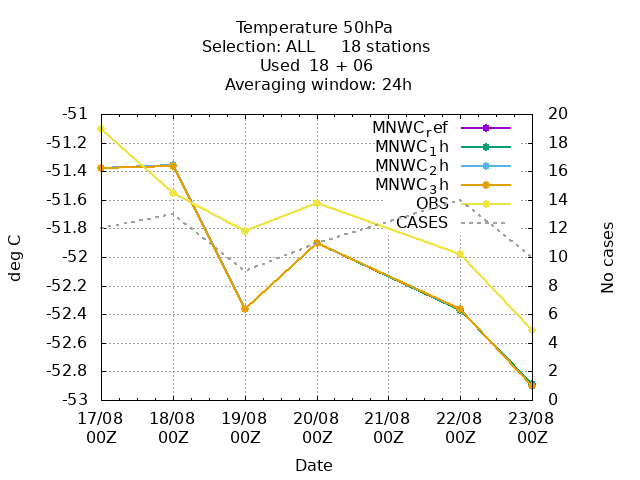 Temperature 50hPa
Selection: ALL 18 stations
Used 18 + 06
Averaging window: 24h
-51
-51.2
-51.4
-51.6
-51.8
-52
-52.2
-52.4
-52.6
-52.8
-53
deg C
MNWC_ref
MNWC_1h
MNWC_2h
MNWC_3h
OBS
CASES
20
18
16
14
12
10
8
6
4
2
0
No cases
17/08 18/08 19/08 20/08 21/08 22/08 23/08
00Z 00Z 00Z 00Z 00Z 00Z 00Z
Date